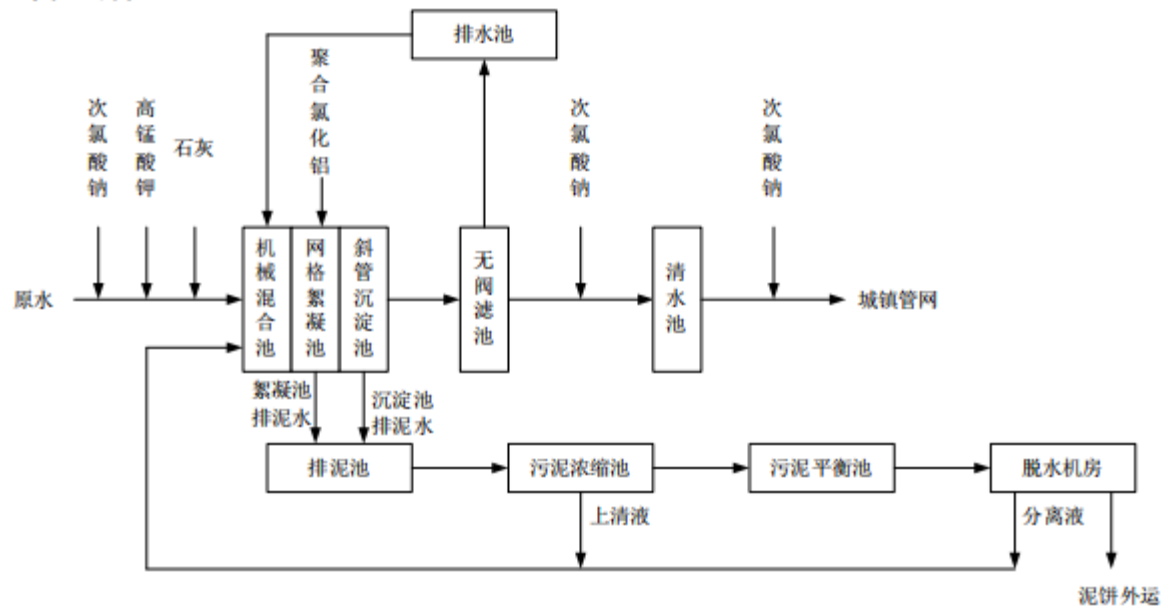 排水池
聚合氯化铝
次氯酸钠
高锰酸钾
石灰
次氯酸钠
次氯酸钠
原水
机械混合池
网格絮凝池
斜管沉淀池
无阀滤池
清水池
城镇管网
絮凝池
排泥水
沉淀池
排泥水
排泥池
污泥浓缩池
污泥平衡池
脱水机房
上清液
分离液
泥饼外运